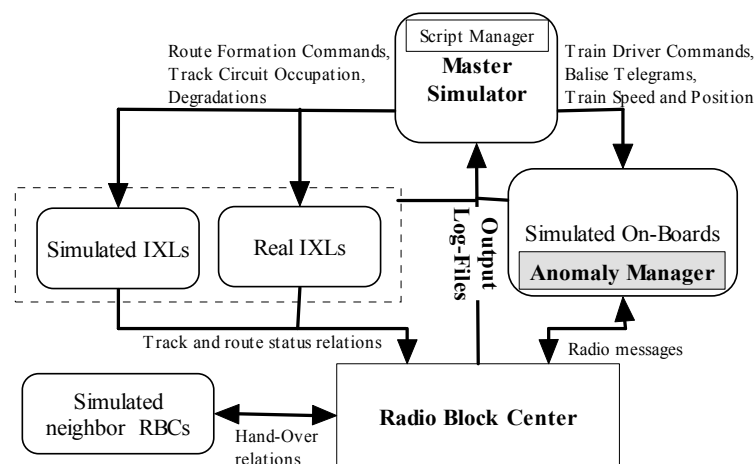 Script Manager
Master
Simulator
Route Formation Commands,
Track Circuit Occupation,
Degradations
Train Driver Commands,
Balise Telegrams,
Train Speed and Position
Simulated IXLs
Real IXLs
Output
Log-Files
Simulated On-Boards
Anomaly Manager
Track and route status relations
Radio messages
Simulated
neighbor RBCs
Hand-Over
relations
Radio Block Center